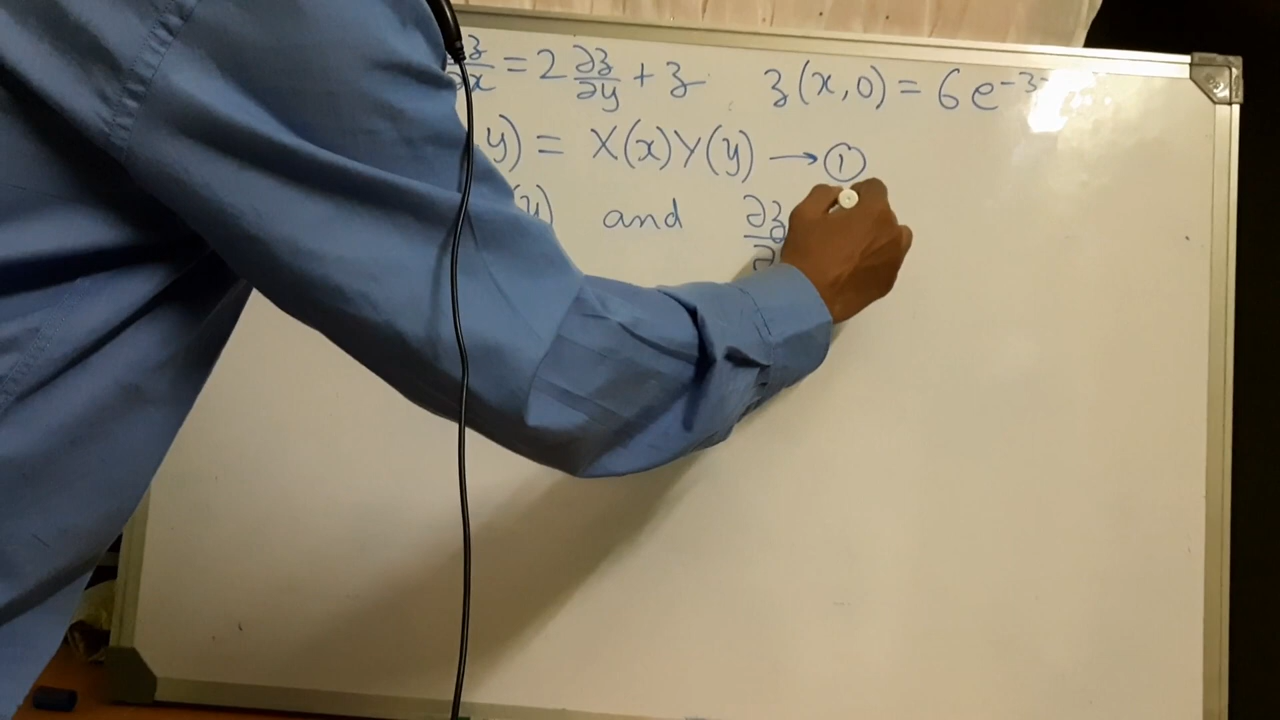 ∂z/∂x = 2 ∂z/∂y + z z(x,0) = 6e^-3
y) = X(x)Y(y) → ①
(y) and ∂z